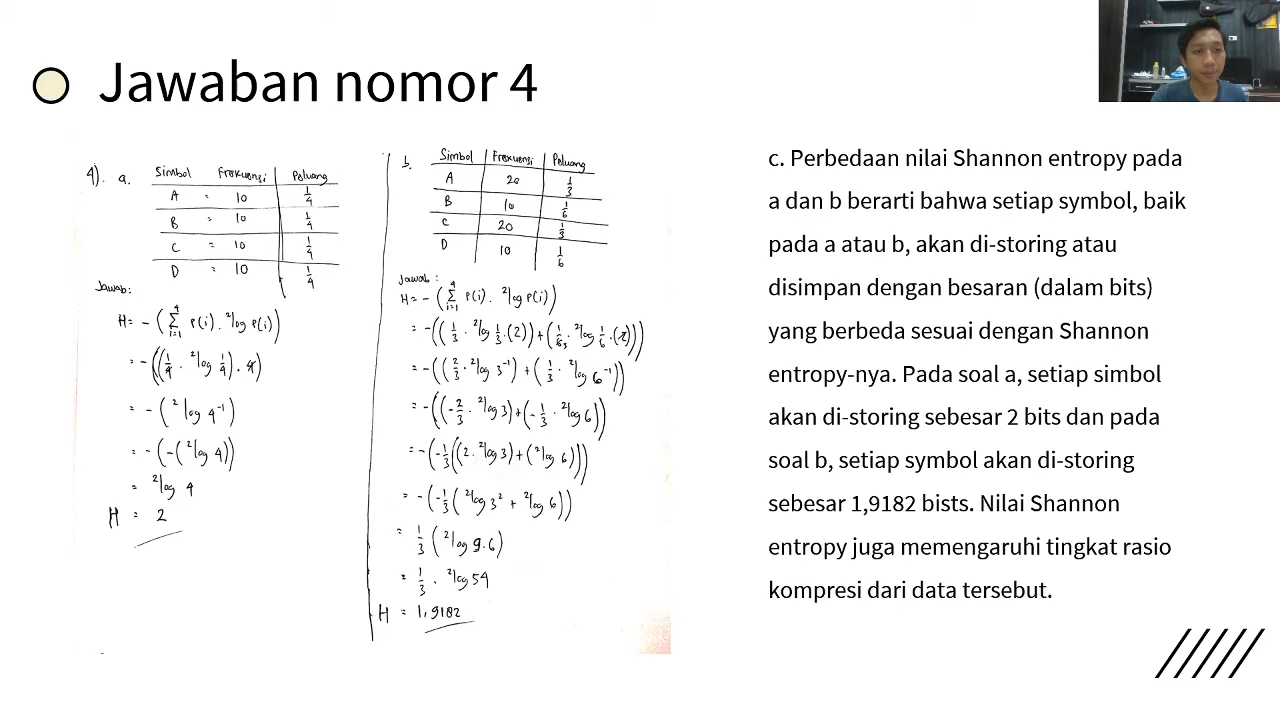 Jawaban nomor 4
4). a.
Simbol Frekuensi Peluang
A = 10 1/4
B = 10 1/4
C = 10 1/4
D = 10 1/4
Jawab:
H = - ( Σ_{i=1}^{4} P(i) . ²log P(i) )
= - ( ( 1/4 . ²log 1/4 ) . 4 )
= - ( ²log 4⁻¹ )
= - ( - ( ²log 4 ) )
= ²log 4
H = 2
b.
Simbol Frekuensi Peluang
A 20 1/3
B 10 1/6
C 20 1/3
D 10 1/6
Jawab :
H = - ( Σ_{i=1}^{4} P(i) . ²log P(i) )
= - ( ( 1/3 . ²log 1/3 . (2) ) + ( 1/6 3 . ²log 1/6 . (2) ) )
= - ( ( 2/3 . ²log 3⁻¹ ) + ( 1/3 . ²log 6⁻¹ ) )
= - ( ( - 2/3 . ²log 3 ) + ( - 1/3 . ²log 6 ) )
= - ( - 1/3 ( ( 2 . ²log 3 ) + ( ²log 6 ) ) )
= - ( - 1/3 ( ²log 3² + ²log 6 ) )
= 1/3 ( ²log 9.6 )
= 1/3 . ²log 54
H = 1,9182
c. Perbedaan nilai Shannon entropy pada
a dan b berarti bahwa setiap symbol, baik
pada a atau b, akan di-storing atau
disimpan dengan besaran (dalam bits)
yang berbeda sesuai dengan Shannon
entropy-nya. Pada soal a, setiap simbol
akan di-storing sebesar 2 bits dan pada
soal b, setiap symbol akan di-storing
sebesar 1,9182 bists. Nilai Shannon
entropy juga memengaruhi tingkat rasio
kompresi dari data tersebut.